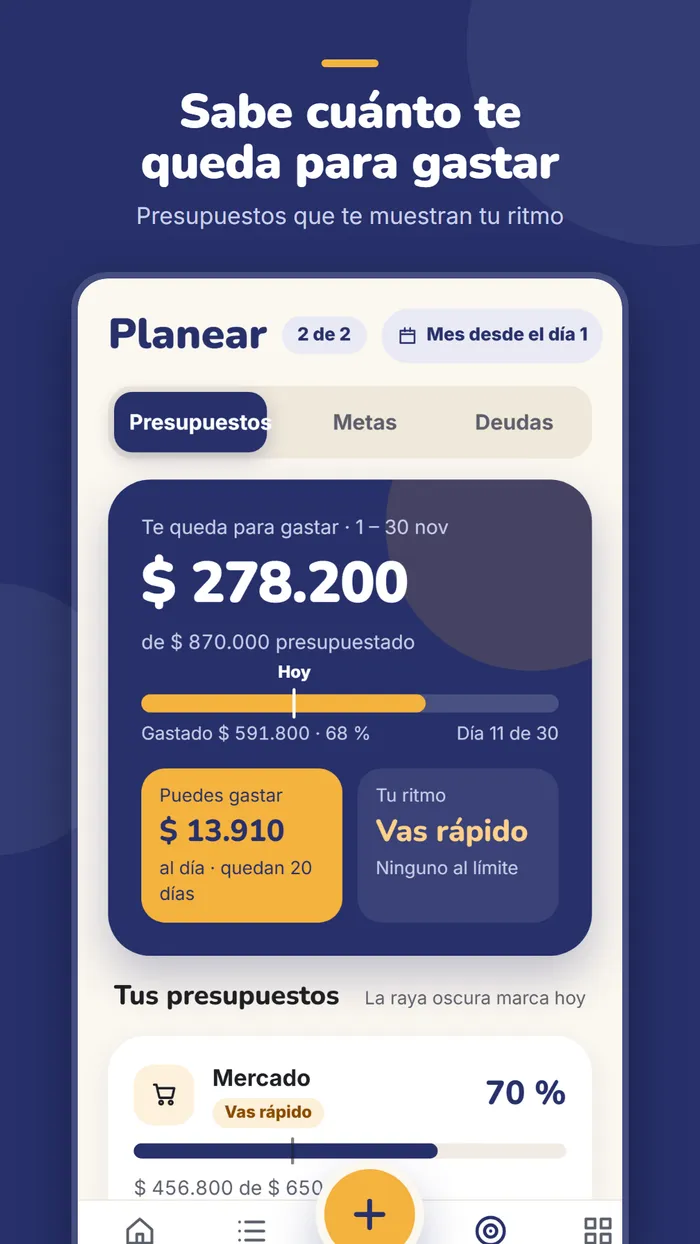 Sabe cuánto te
queda para gastar
Presupuestos que te muestran tu ritmo
Planear
2 de 2
Mes desde el día 1
Presupuestos
Metas
Deudas
Te queda para gastar · 1 – 30 nov
$ 278.200
de $ 870.000 presupuestado
Hoy
Gastado $ 591.800 · 68 %
Día 11 de 30
Puedes gastar
$ 13.910
al día · quedan 20
días
Tu ritmo
Vas rápido
Ninguno al límite
Tus presupuestos
La raya oscura marca hoy
Mercado
70 %
Vas rápido
$ 456.800 de $ 650